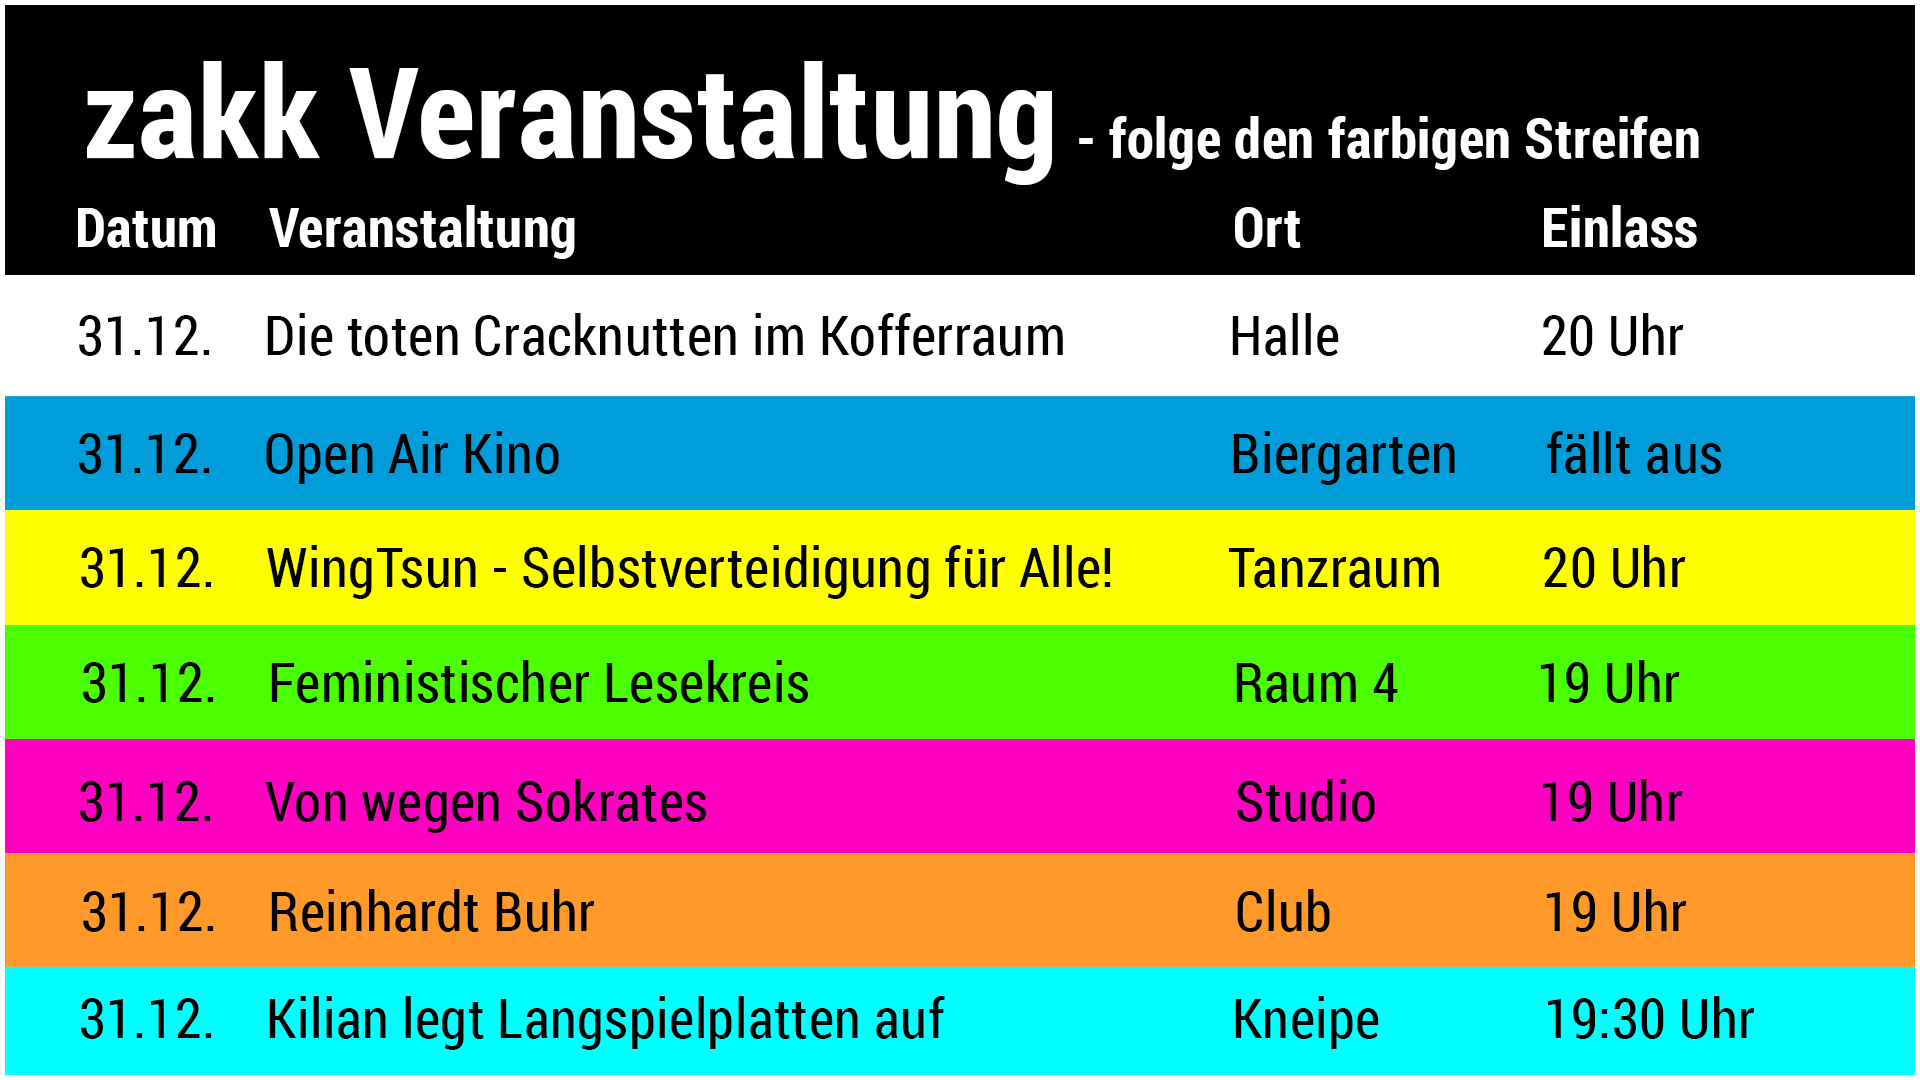 zakk Veranstaltung - folge den farbigen Streifen
Datum Veranstaltung Ort Einlass
31.12. Die toten Cracknutten im Kofferraum Halle 20 Uhr
31.12. Open Air Kino Biergarten fällt aus
31.12. WingTsun - Selbstverteidigung für Alle! Tanzraum 20 Uhr
31.12. Feministischer Lesekreis Raum 4 19 Uhr
31.12. Von wegen Sokrates Studio 19 Uhr
31.12. Reinhardt Buhr Club 19 Uhr
31.12. Kilian legt Langspielplatten auf Kneipe 19:30 Uhr